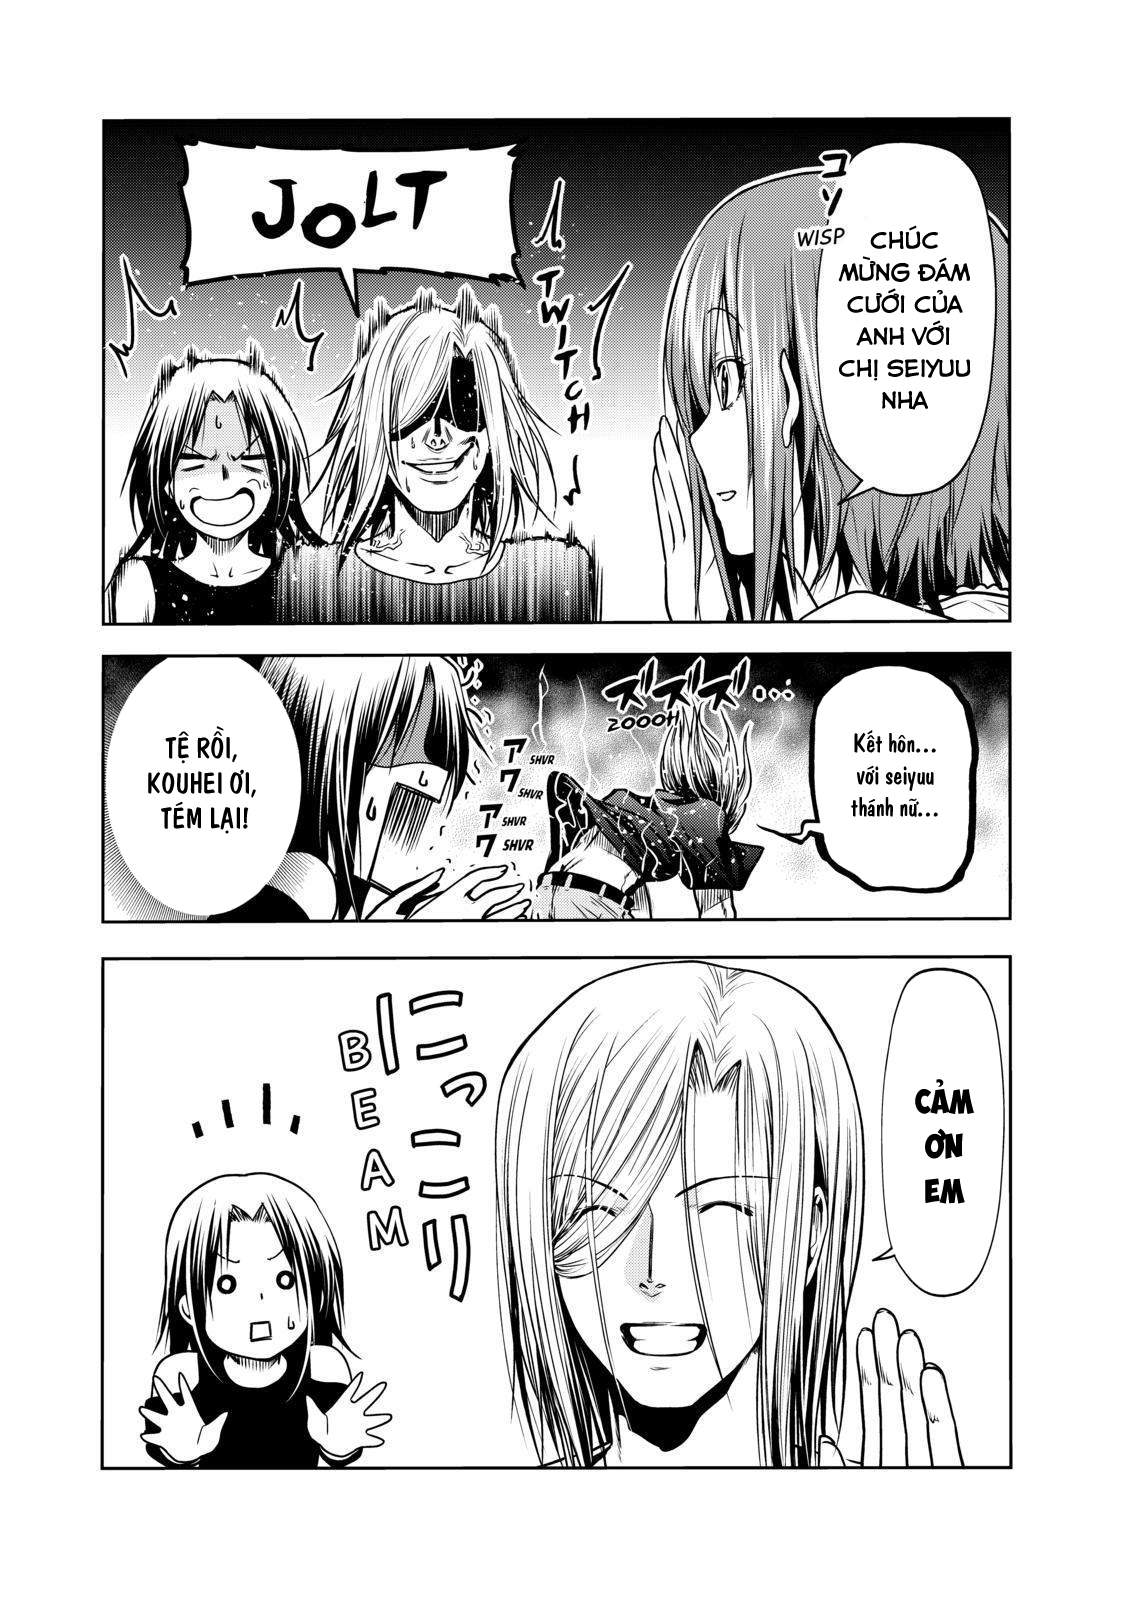 コソ
WISP
CHÚC
MỪNG ĐÁM
CƯỚI CỦA
ANH VỚI
CHỊ SEIYUU
NHA
JOLT
TWITCH
ズズズ...
ZOOOH
Kết hôn...
với seiyuu
thánh nữ...
アワアワ
SHVR
SHVR
SHVR
SHVR
TỆ RỒI,
KOUHEI ƠI,
TÉM LẠI!
CẢM
ƠN
EM
にっこり
BEAM